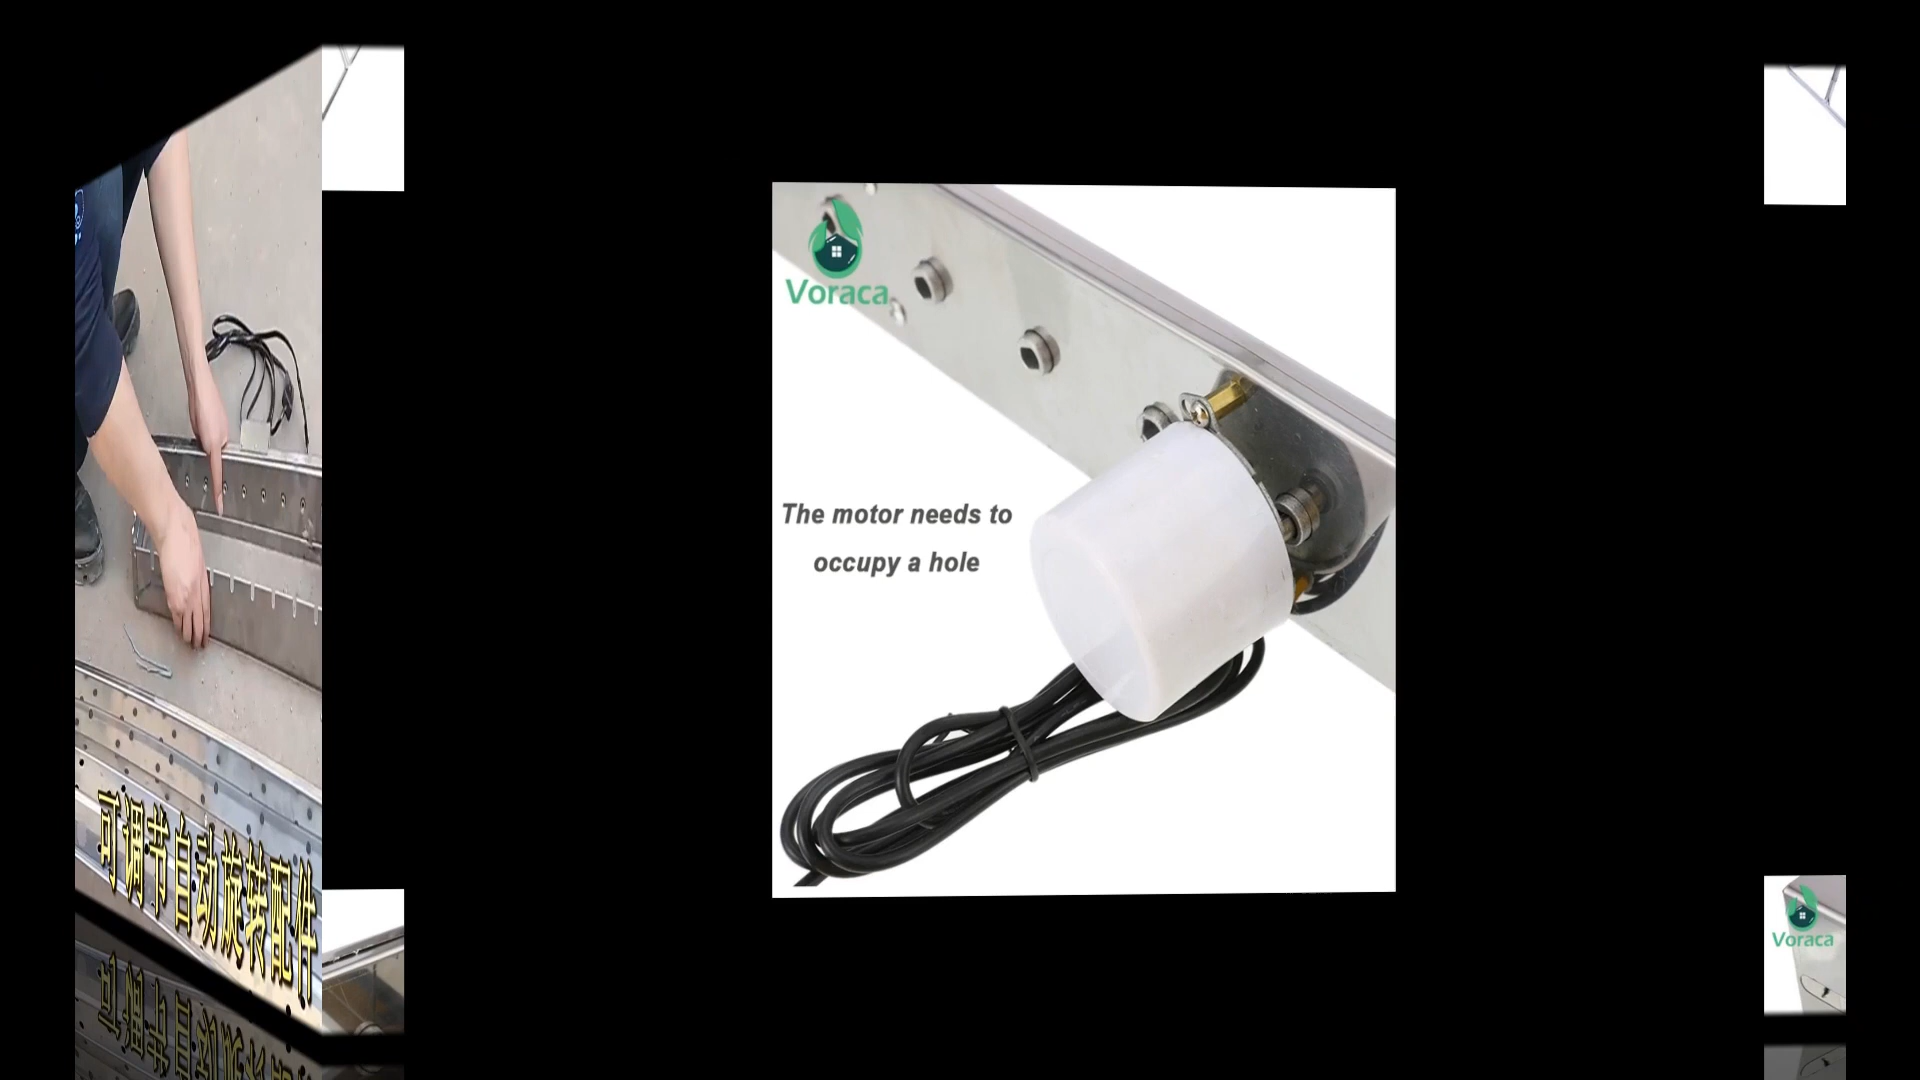 Voraca
The motor needs to
occupy a hole
可调节自动旋转配件
Voraca